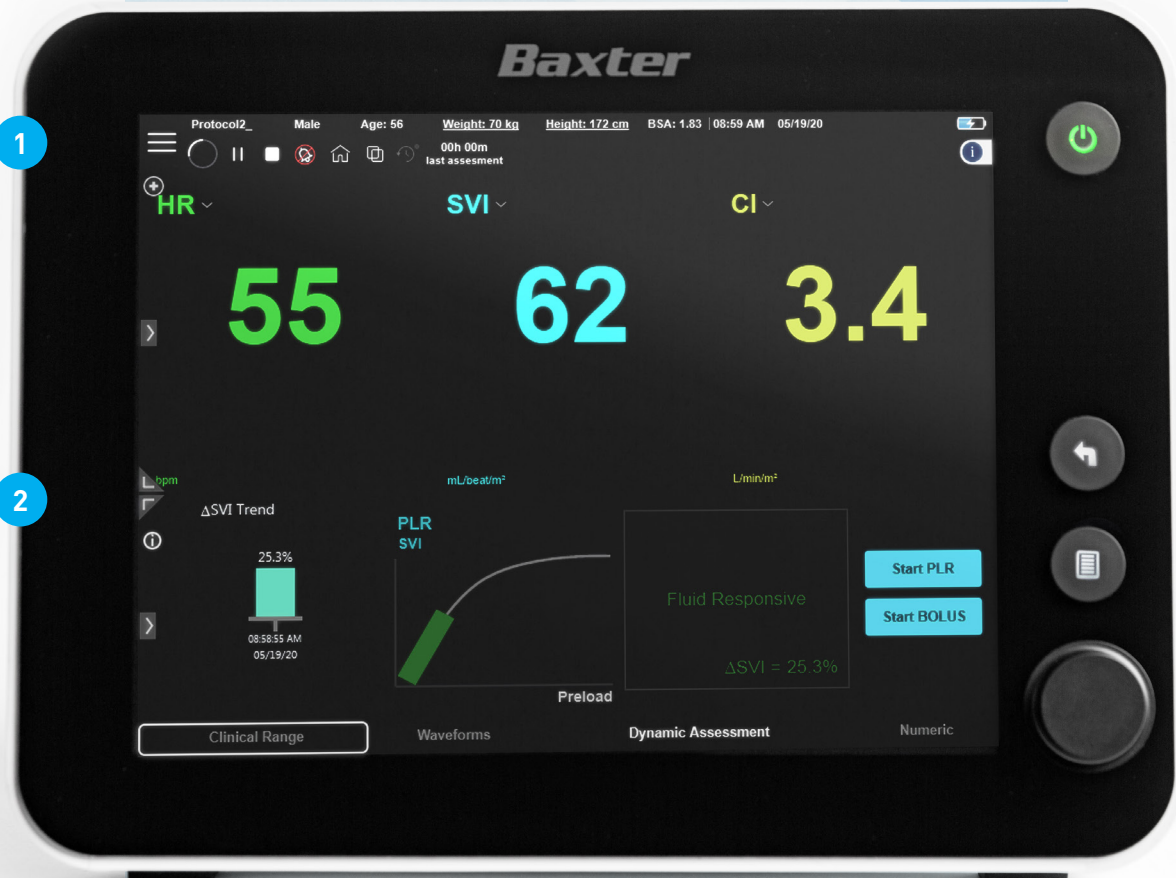 Baxter
Protocol2_ Male Age: 56 Weight: 70 kg Height: 172 cm BSA: 1.83 08:59 AM 05/19/20
1
00h 00m
last assesment
i
HR SVI CI
55 62 3.4
bpm mL/beat/m² L/min/m²
2
ΔSVI Trend
PLR
SVI
25.3%
Start PLR
Fluid Responsive
Start BOLUS
08:58:55 AM
05/19/20
ΔSVI = 25.3%
Preload
Clinical Range Waveforms Dynamic Assessment Numeric